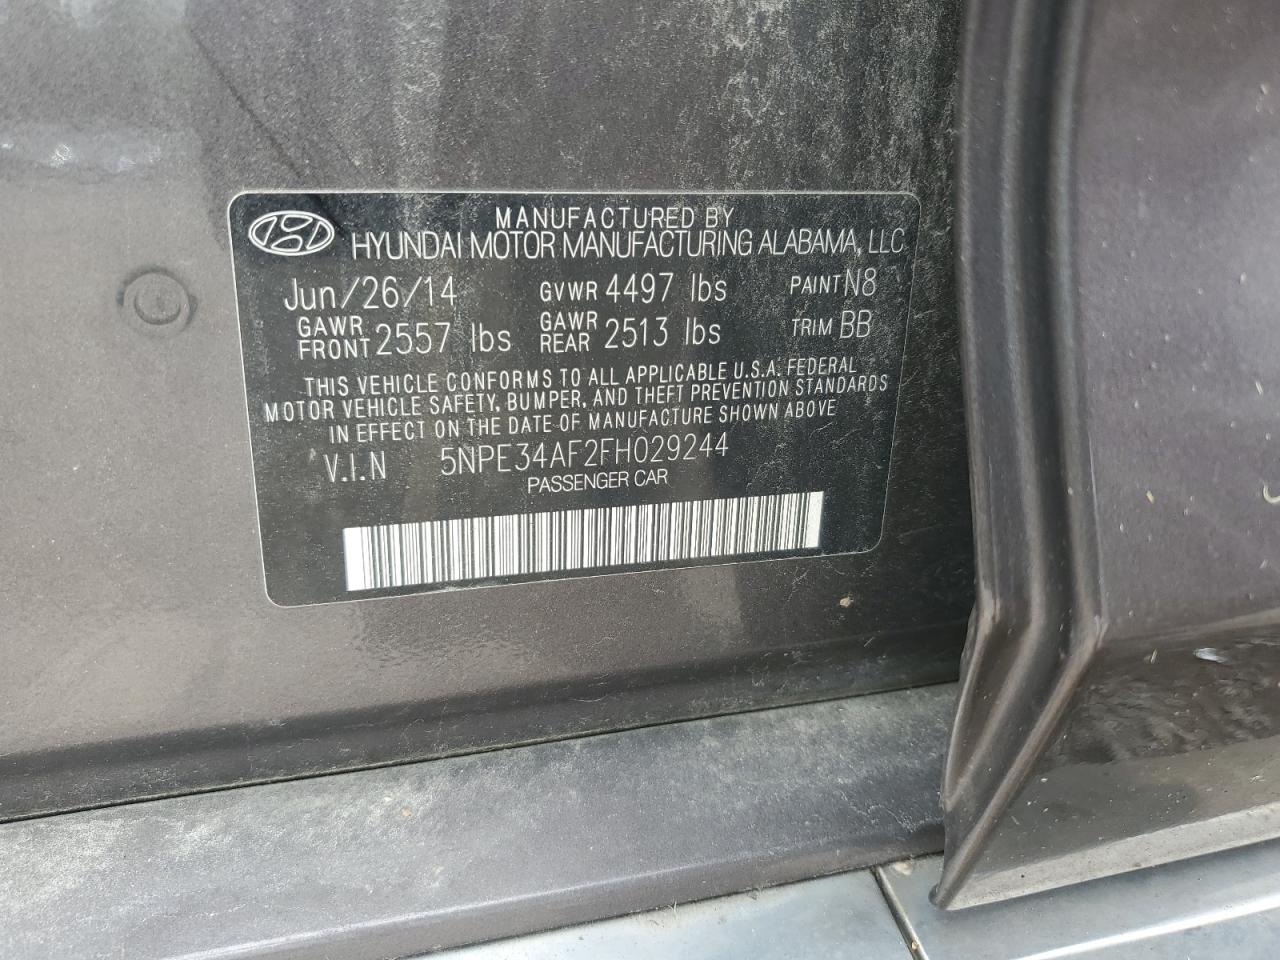 MANUFACTURED BY
HYUNDAI MOTOR MANUFACTURING ALABAMA, LLC
Jun/26/14 GVWR 4497 lbs PAINT N8
GAWR FRONT 2557 lbs GAWR REAR 2513 lbs TRIM BB
THIS VEHICLE CONFORMS TO ALL APPLICABLE U.S.A. FEDERAL
MOTOR VEHICLE SAFETY, BUMPER, AND THEFT PREVENTION STANDARDS
IN EFFECT ON THE DATE OF MANUFACTURE SHOWN ABOVE
V.I.N 5NPE34AF2FH029244
PASSENGER CAR